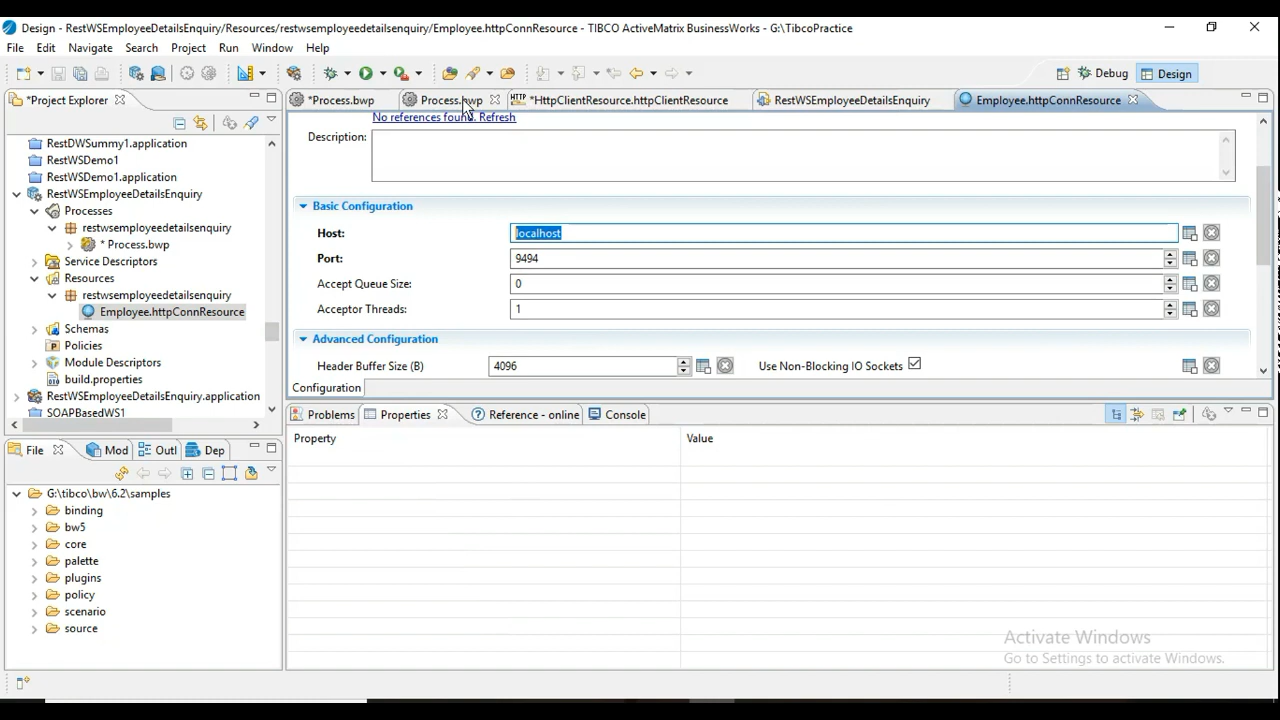 Design - RestWSEmployeeDetailsEnquiry/Resources/restwsemployeedetailsenquiry/Employee.httpConnResource - TIBCO ActiveMatrix BusinessWorks - G:\TibcoPractice
File Edit Navigate Search Project Run Window Help
Debug Design
*Project Explorer
*Process.bwp Process.bwp *HttpClientResource.httpClientResource RestWSEmployeeDetailsEnquiry Employee.httpConnResource
RestDWSummy1.application
RestWSDemo1
RestWSDemo1.application
RestWSEmployeeDetailsEnquiry
Processes
restwsemployeedetailsenquiry
* Process.bwp
Service Descriptors
Resources
restwsemployeedetailsenquiry
Employee.httpConnResource
Schemas
Policies
Module Descriptors
build.properties
RestWSEmployeeDetailsEnquiry.application
SOAPBasedWS1
No references found. Refresh
Description:
Basic Configuration
Host: localhost
Port: 9494
Accept Queue Size: 0
Acceptor Threads: 1
Advanced Configuration
Header Buffer Size (B) 4096 Use Non-Blocking IO Sockets
Configuration
Problems Properties Reference - online Console
Property Value
File Mod Outl Dep
G:\tibco\bw\6.2\samples
binding
bw5
core
palette
plugins
policy
scenario
source
Activate Windows
Go to Settings to activate Windows.